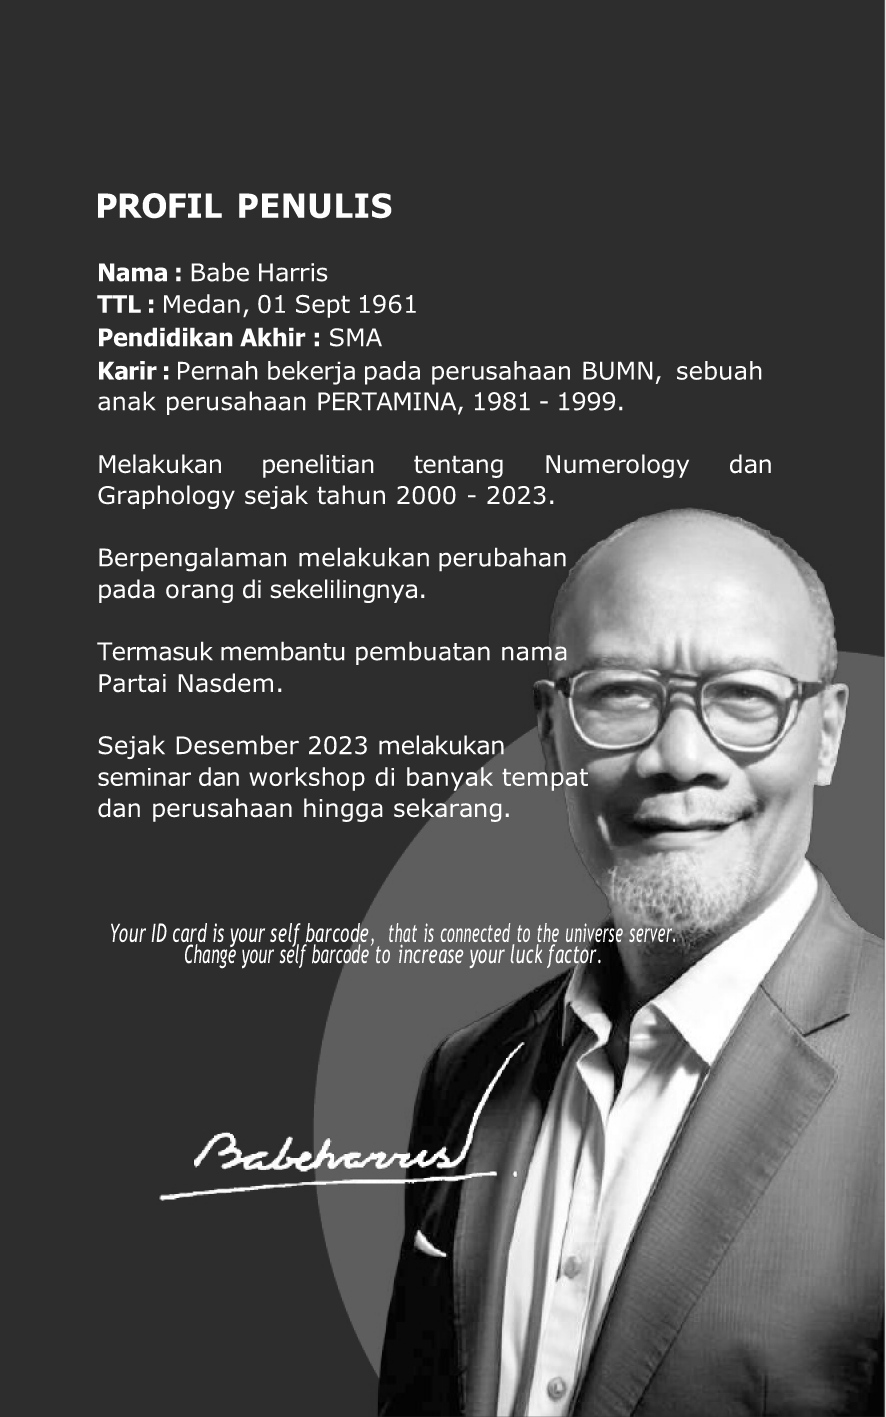 PROFIL PENULIS
Nama : Babe Harris
TTL : Medan, 01 Sept 1961
Pendidikan Akhir : SMA
Karir : Pernah bekerja pada perusahaan BUMN, sebuah
anak perusahaan PERTAMINA, 1981 - 1999.
Melakukan penelitian tentang Numerology dan
Graphology sejak tahun 2000 - 2023.
Berpengalaman melakukan perubahan
pada orang di sekelilingnya.
Termasuk membantu pembuatan nama
Partai Nasdem.
Sejak Desember 2023 melakukan
seminar dan workshop di banyak tempat
dan perusahaan hingga sekarang.
Your ID card is your self barcode, that is connected to the universe server.
Change your self barcode to increase your luck factor.
Babeharris